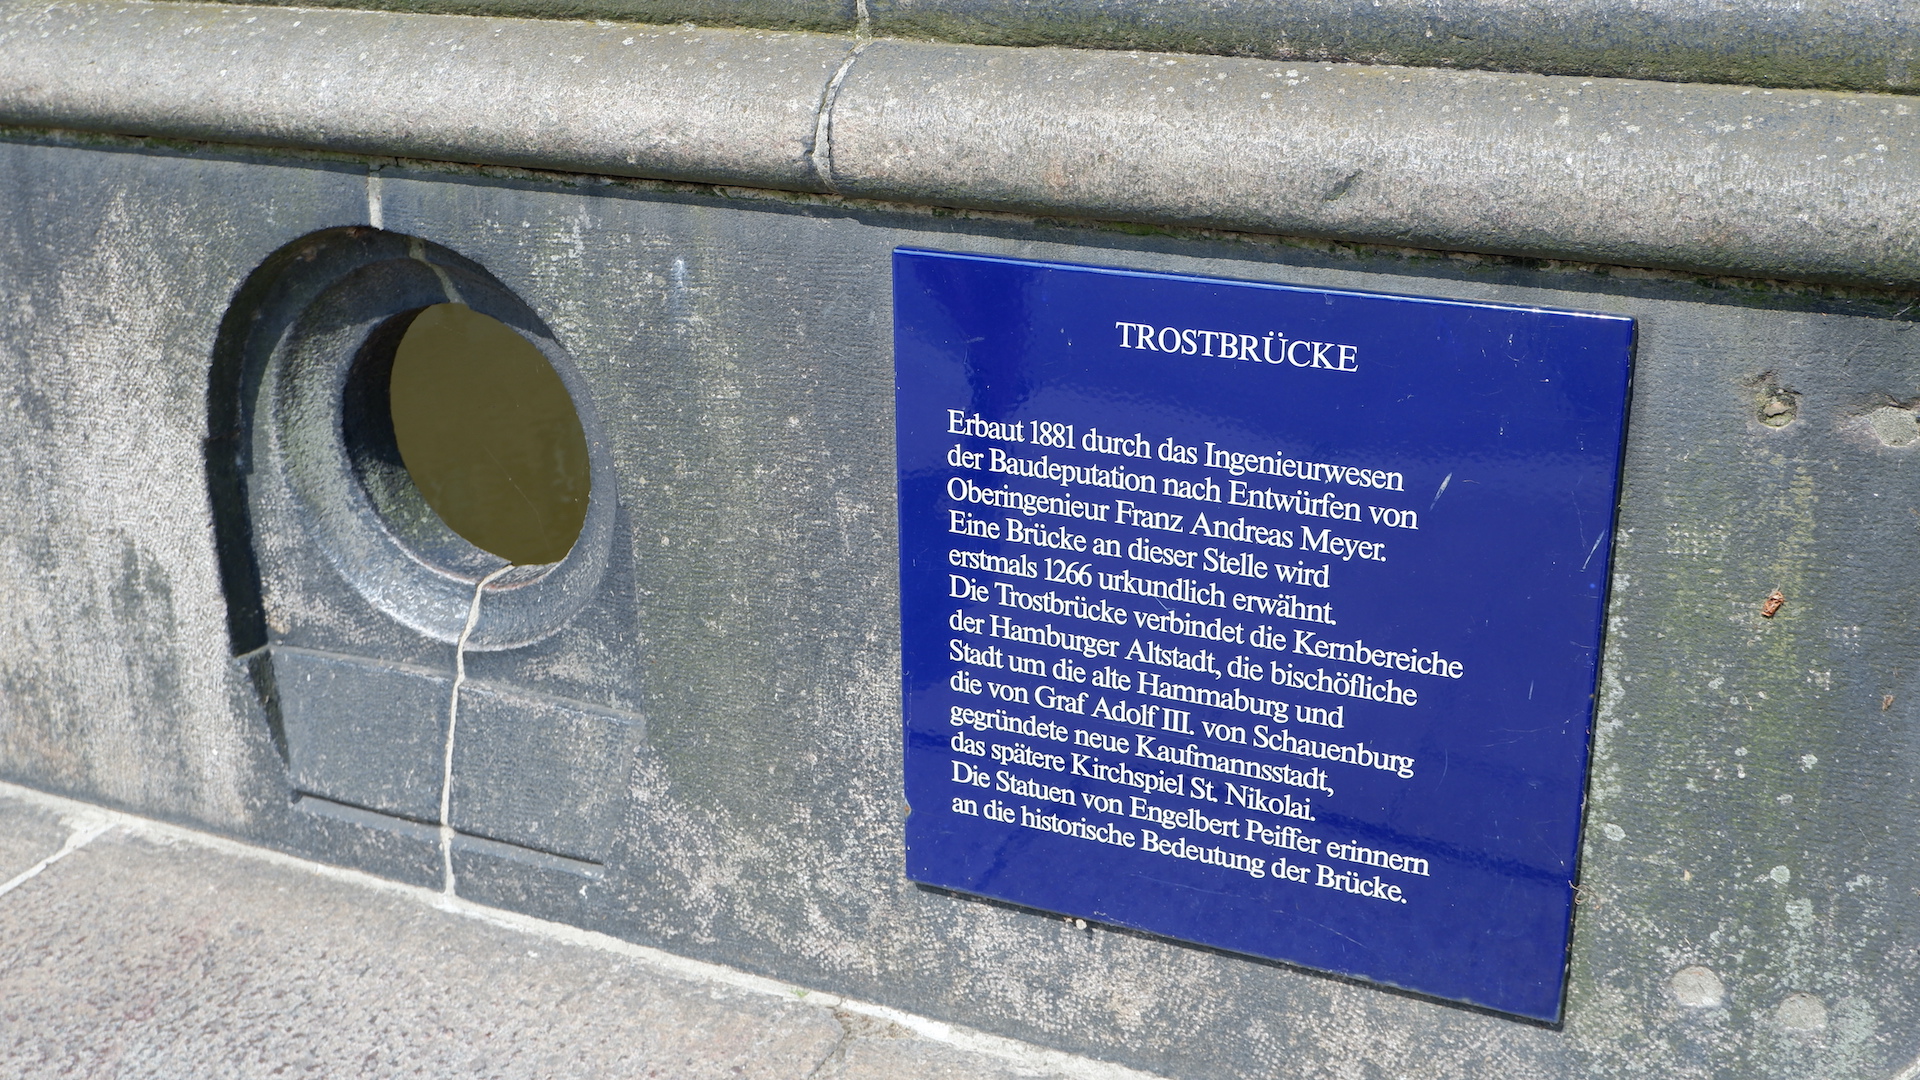 TROSTBRÜCKE
Erbaut 1881 durch das Ingenieurwesen
der Baudeputation nach Entwürfen von
Oberingenieur Franz Andreas Meyer.
Eine Brücke an dieser Stelle wird
erstmals 1266 urkundlich erwähnt.
Die Trostbrücke verbindet die Kernbereiche
der Hamburger Altstadt, die bischöfliche
Stadt um die alte Hammaburg und
die von Graf Adolf III. von Schauenburg
gegründete neue Kaufmannsstadt,
das spätere Kirchspiel St. Nikolai.
Die Statuen von Engelbert Peiffer erinnern
an die historische Bedeutung der Brücke.